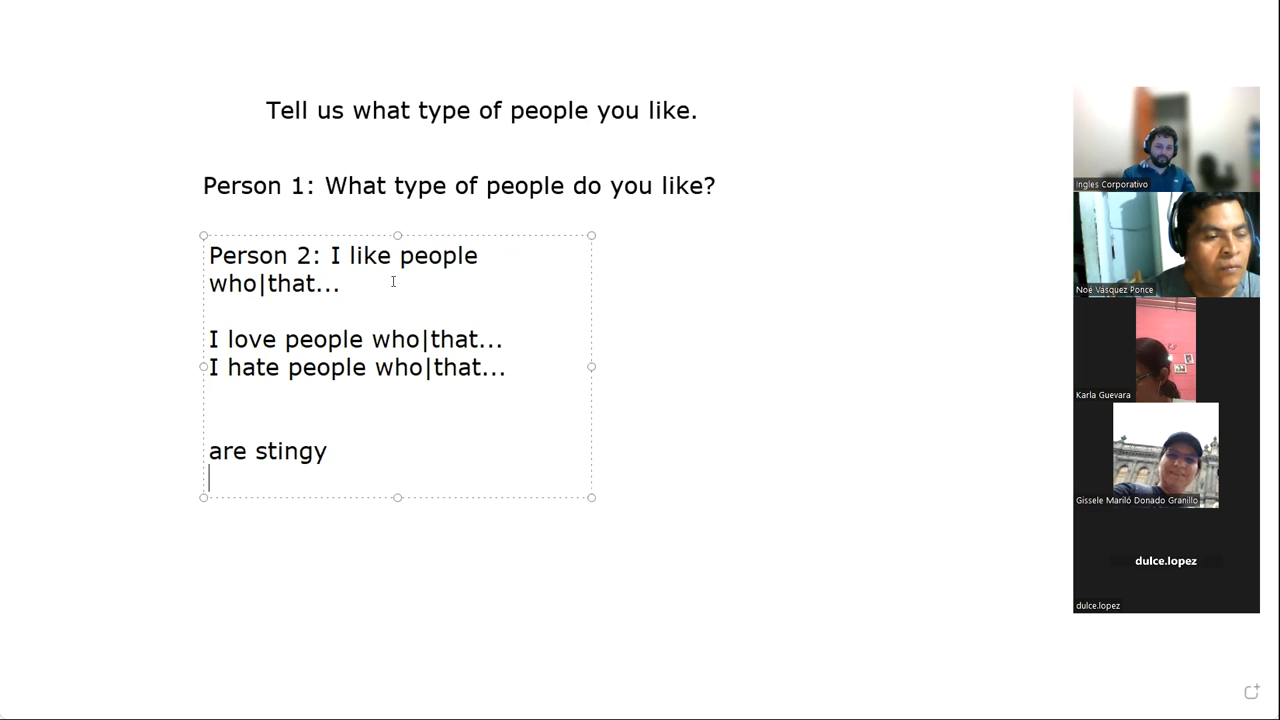 Tell us what type of people you like.
Person 1: What type of people do you like?
Person 2: I like people
who|that...
I love people who|that...
I hate people who|that...
are stingy
Ingles Corporativo
Noé Vásquez Ponce
Karla Guevara
Gissele Mariló Donado Granillo
dulce.lopez
dulce.lopez